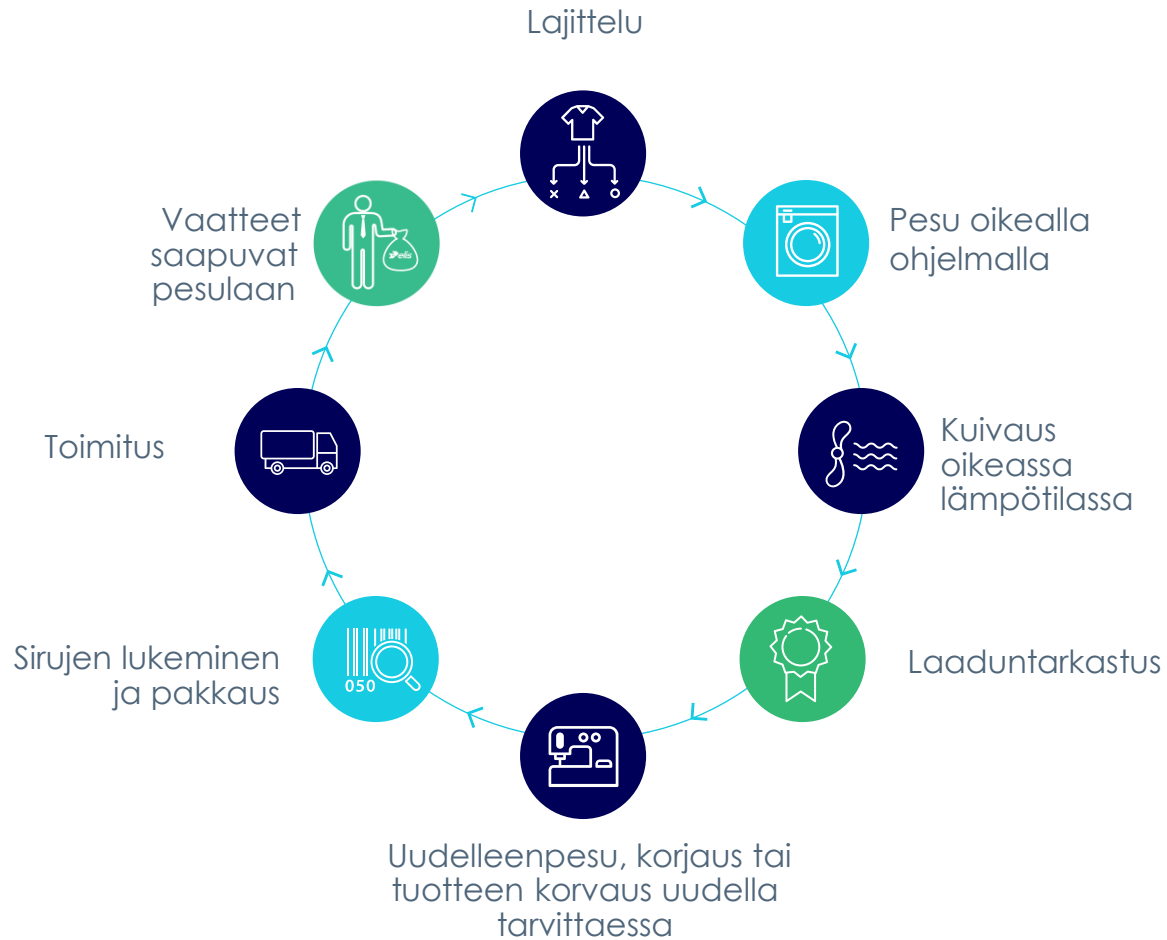 Lajittelu
Vaatteet
saapuvat
pesulaan
elis
Pesu oikealla
ohjelmalla
Toimitus
Kuivaus
oikeassa
lämpötilassa
Sirujen lukeminen
ja pakkaus
050
Laaduntarkastus
Uudelleenpesu, korjaus tai
tuotteen korvaus uudella
tarvittaessa